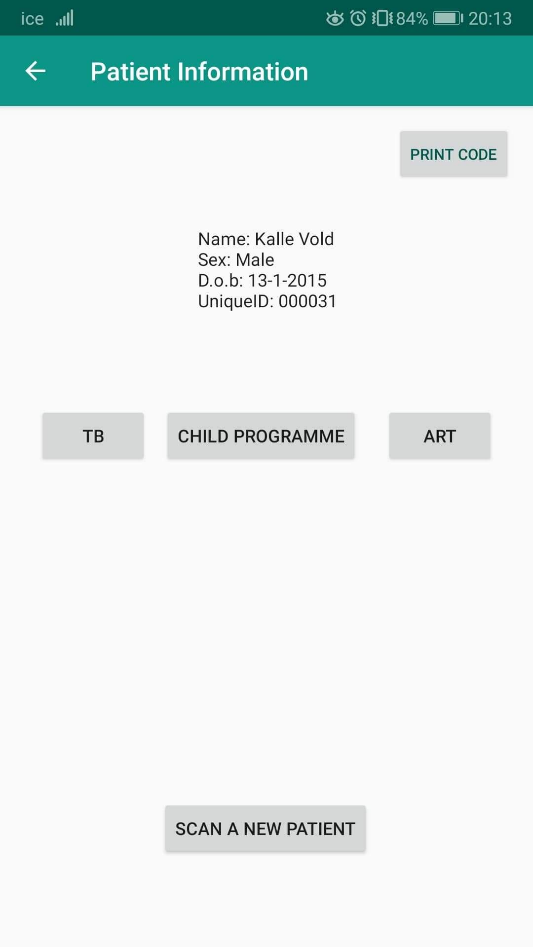 ice 84% 20:13
Patient Information
PRINT CODE
Name: Kalle Vold
Sex: Male
D.o.b: 13-1-2015
UniqueID: 000031
TB CHILD PROGRAMME ART
SCAN A NEW PATIENT